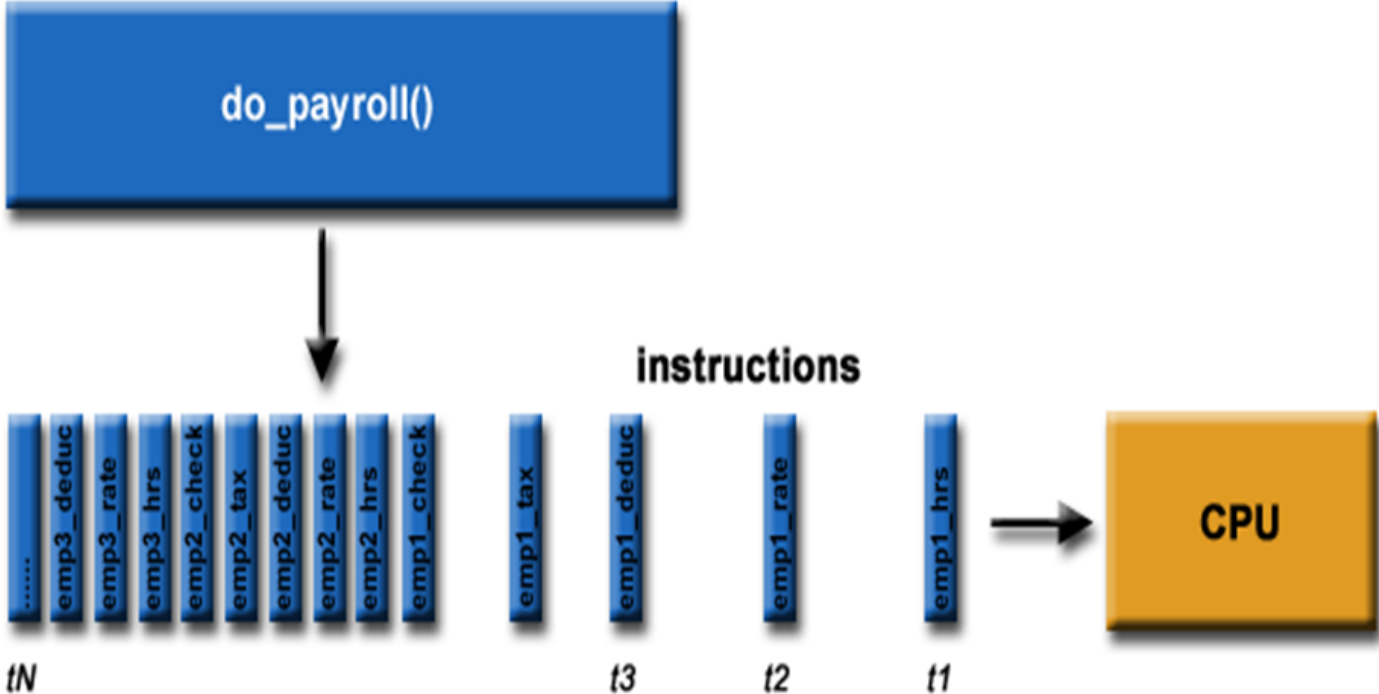 do_payroll()
instructions
......
emp3_deduc
emp3_rate
emp3_hrs
emp2_check
emp2_tax
emp2_deduc
emp2_rate
emp2_hrs
emp1_check
emp1_tax
emp1_deduc
emp1_rate
emp1_hrs
CPU
tN t3 t2 t1